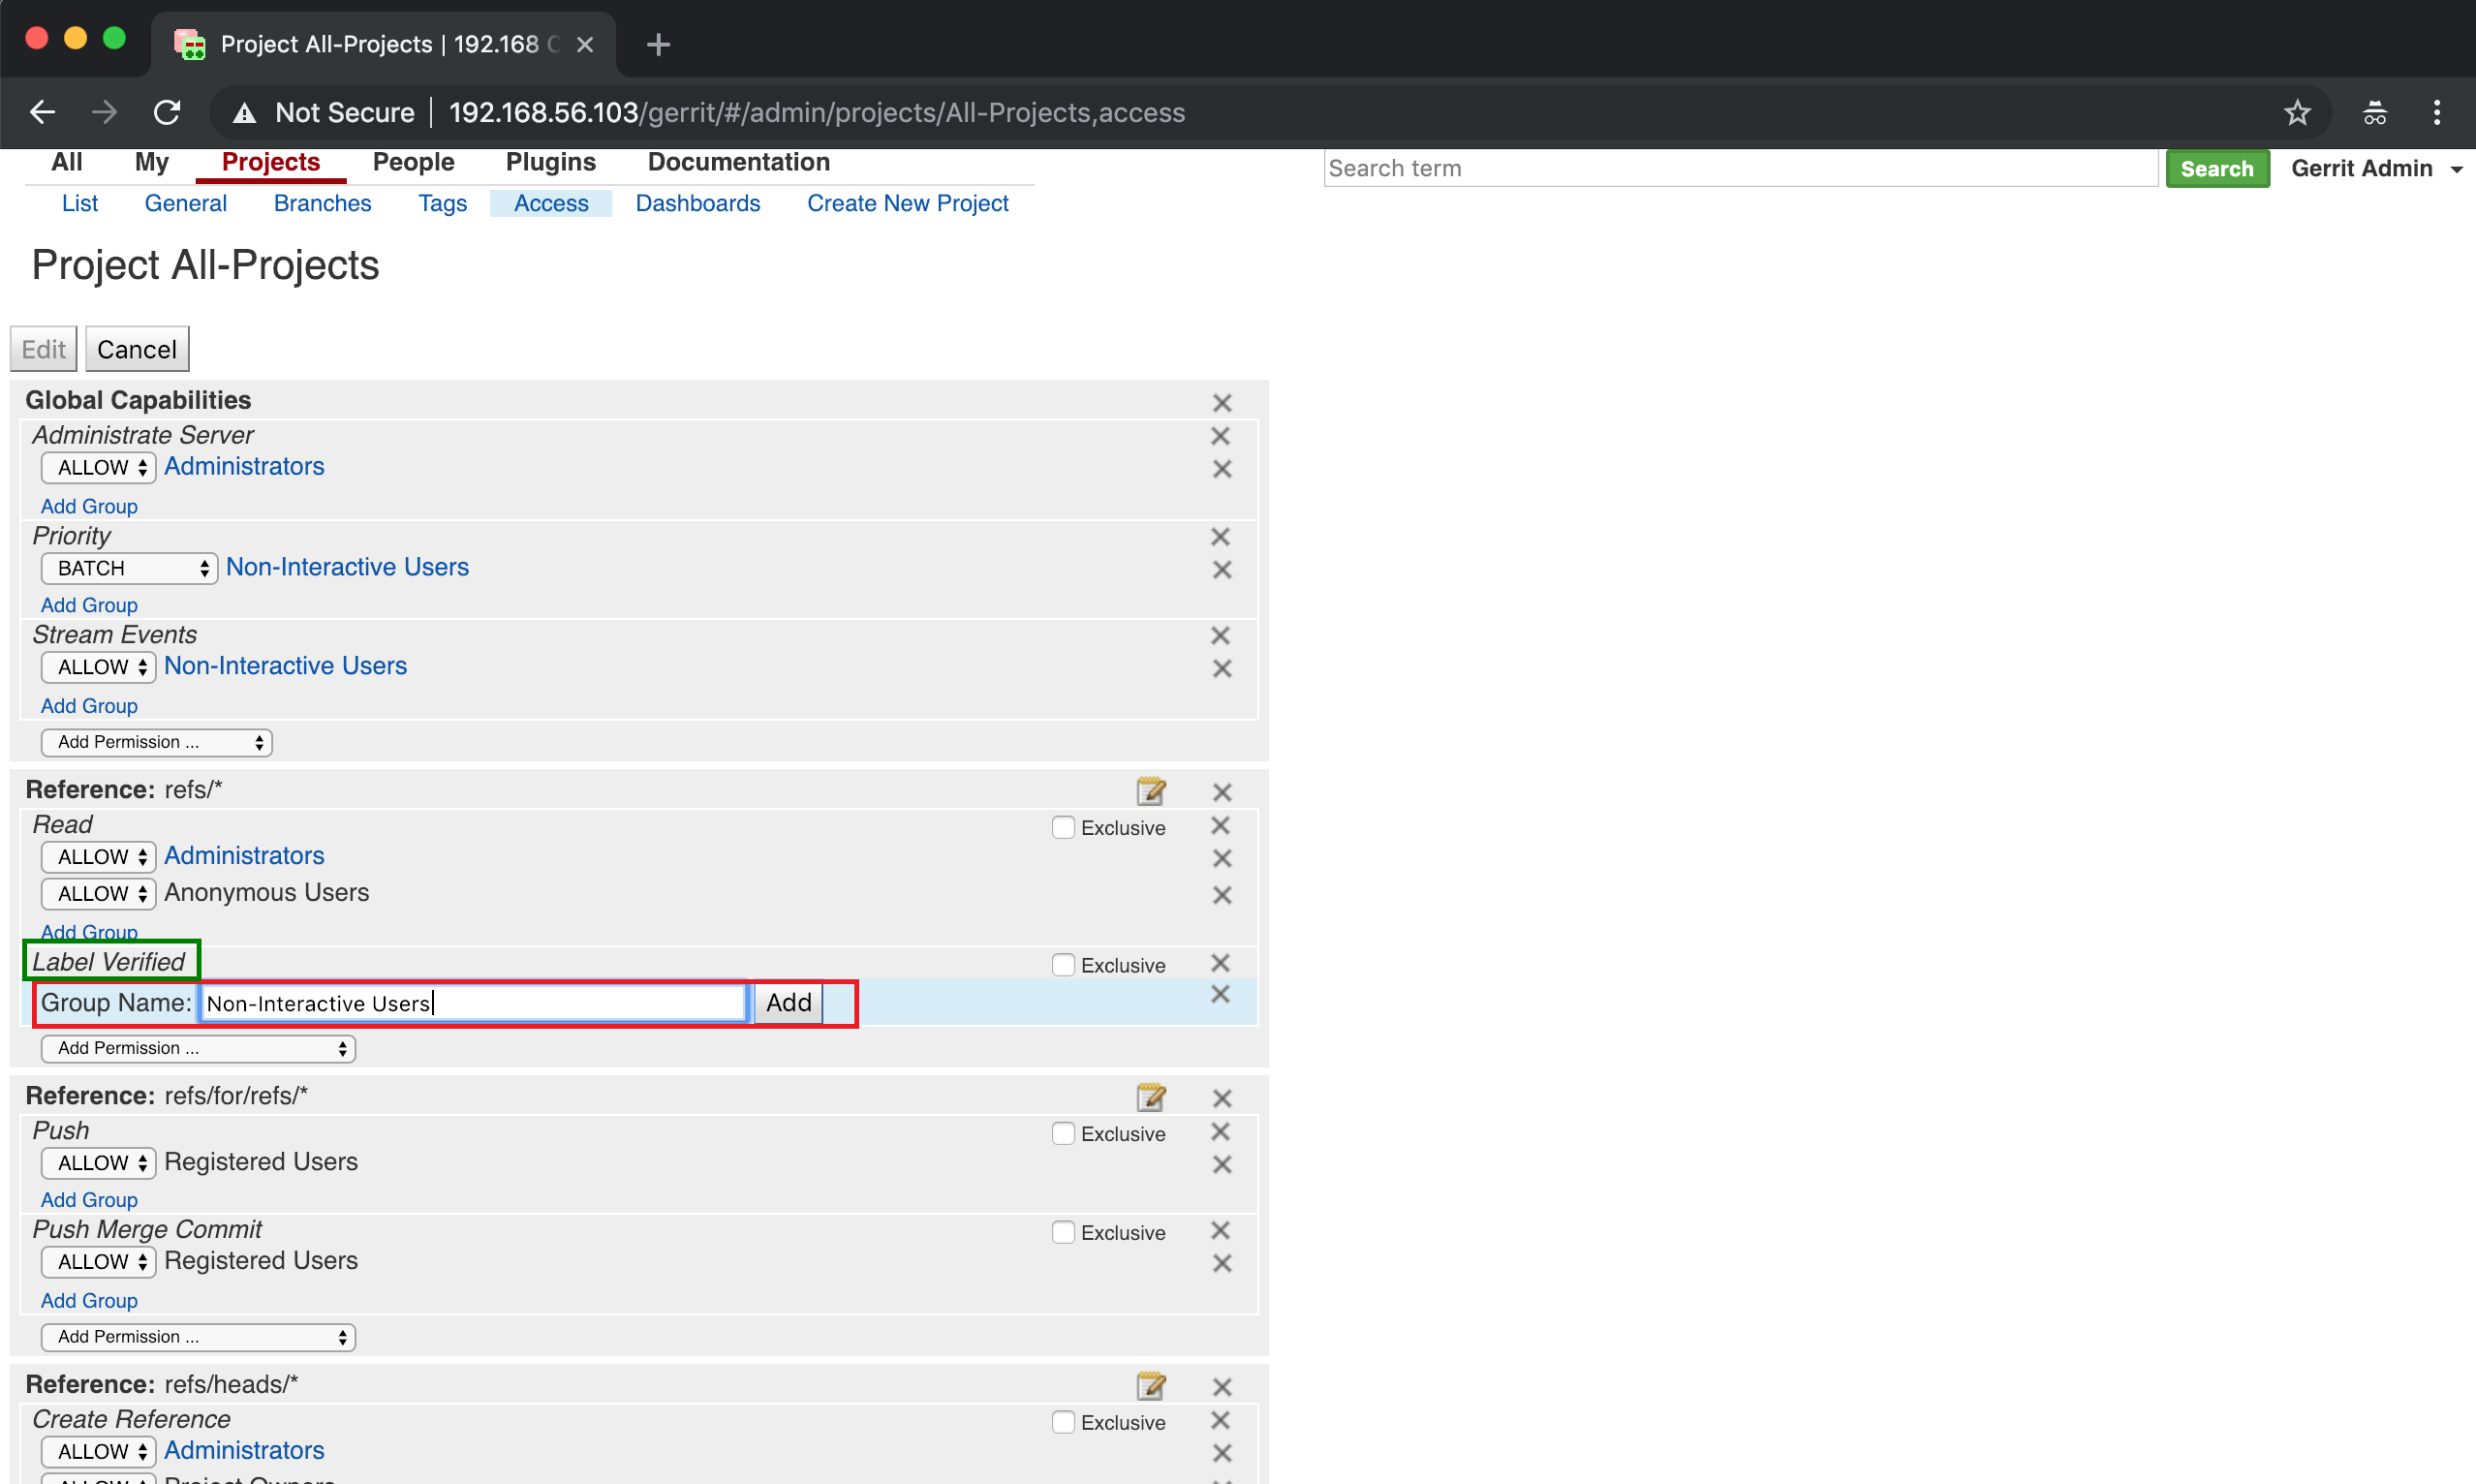 Project All-Projects | 192.168
Not Secure | 192.168.56.103/gerrit/#/admin/projects/All-Projects,access
All My Projects People Plugins Documentation
Search term Search Gerrit Admin
List General Branches Tags Access Dashboards Create New Project
Project All-Projects
Edit Cancel
Global Capabilities
Administrate Server
ALLOW Administrators
Add Group
Priority
BATCH Non-Interactive Users
Add Group
Stream Events
ALLOW Non-Interactive Users
Add Group
Add Permission ...
Reference: refs/*
Read Exclusive
ALLOW Administrators
ALLOW Anonymous Users
Add Group
Label Verified Exclusive
Group Name: Non-Interactive Users Add
Add Permission ...
Reference: refs/for/refs/*
Push Exclusive
ALLOW Registered Users
Add Group
Push Merge Commit Exclusive
ALLOW Registered Users
Add Group
Add Permission ...
Reference: refs/heads/*
Create Reference Exclusive
ALLOW Administrators
ALLOW Project Owners